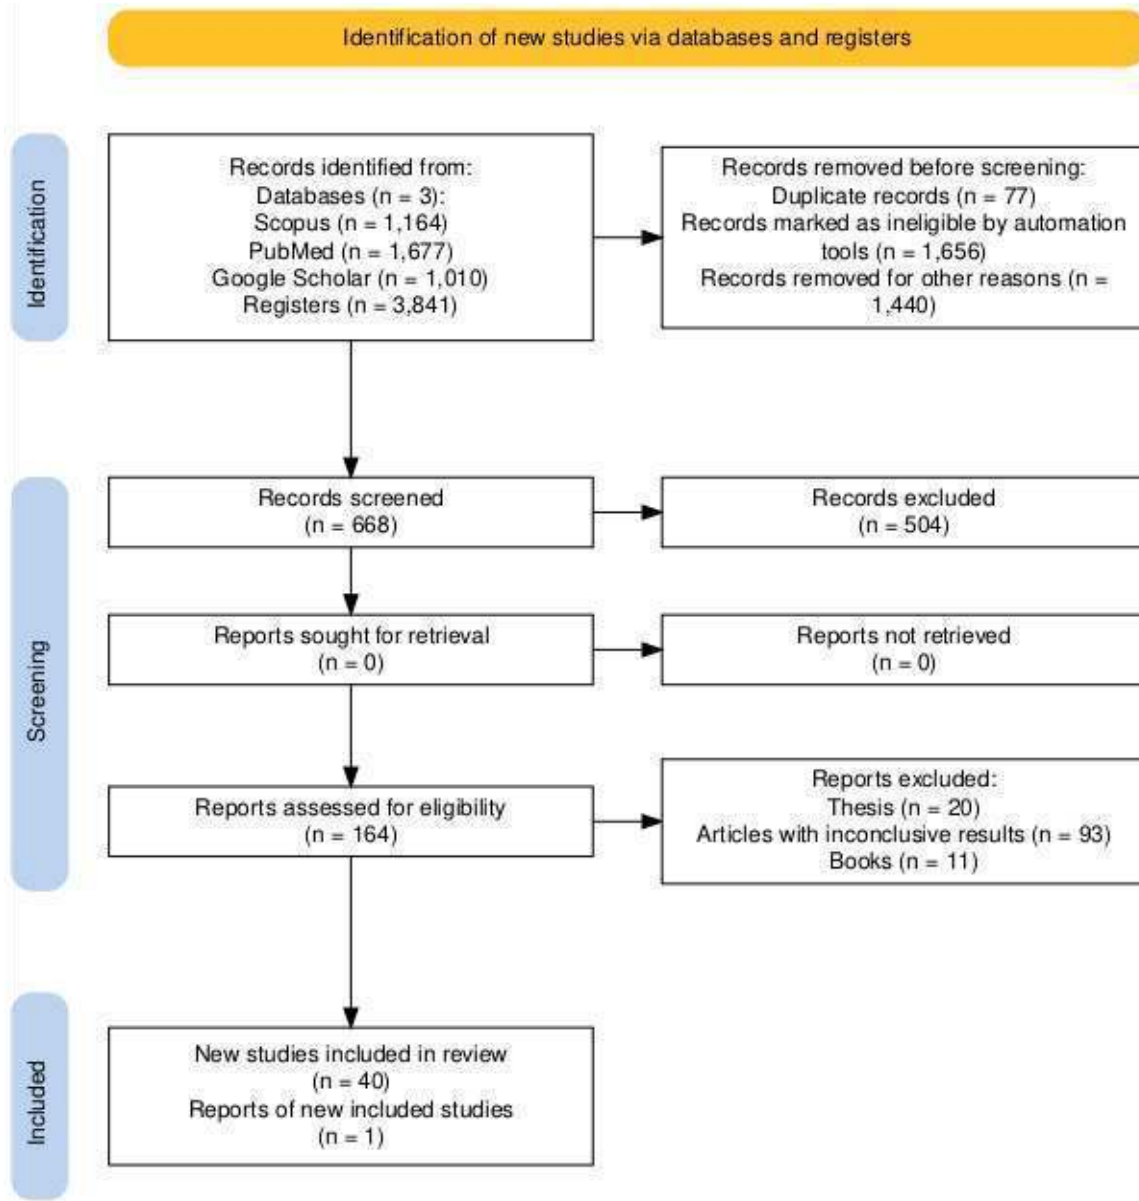 Identification of new studies via databases and registers
Identification
Records identified from:
Databases (n = 3):
Scopus (n = 1,164)
PubMed (n = 1,677)
Google Scholar (n = 1,010)
Registers (n = 3,841)
Records removed before screening:
Duplicate records (n = 77)
Records marked as ineligible by automation
tools (n = 1,656)
Records removed for other reasons (n =
1,440)
Screening
Records screened
(n = 668)
Records excluded
(n = 504)
Reports sought for retrieval
(n = 0)
Reports not retrieved
(n = 0)
Reports assessed for eligibility
(n = 164)
Reports excluded:
Thesis (n = 20)
Articles with inconclusive results (n = 93)
Books (n = 11)
Included
New studies included in review
(n = 40)
Reports of new included studies
(n = 1)